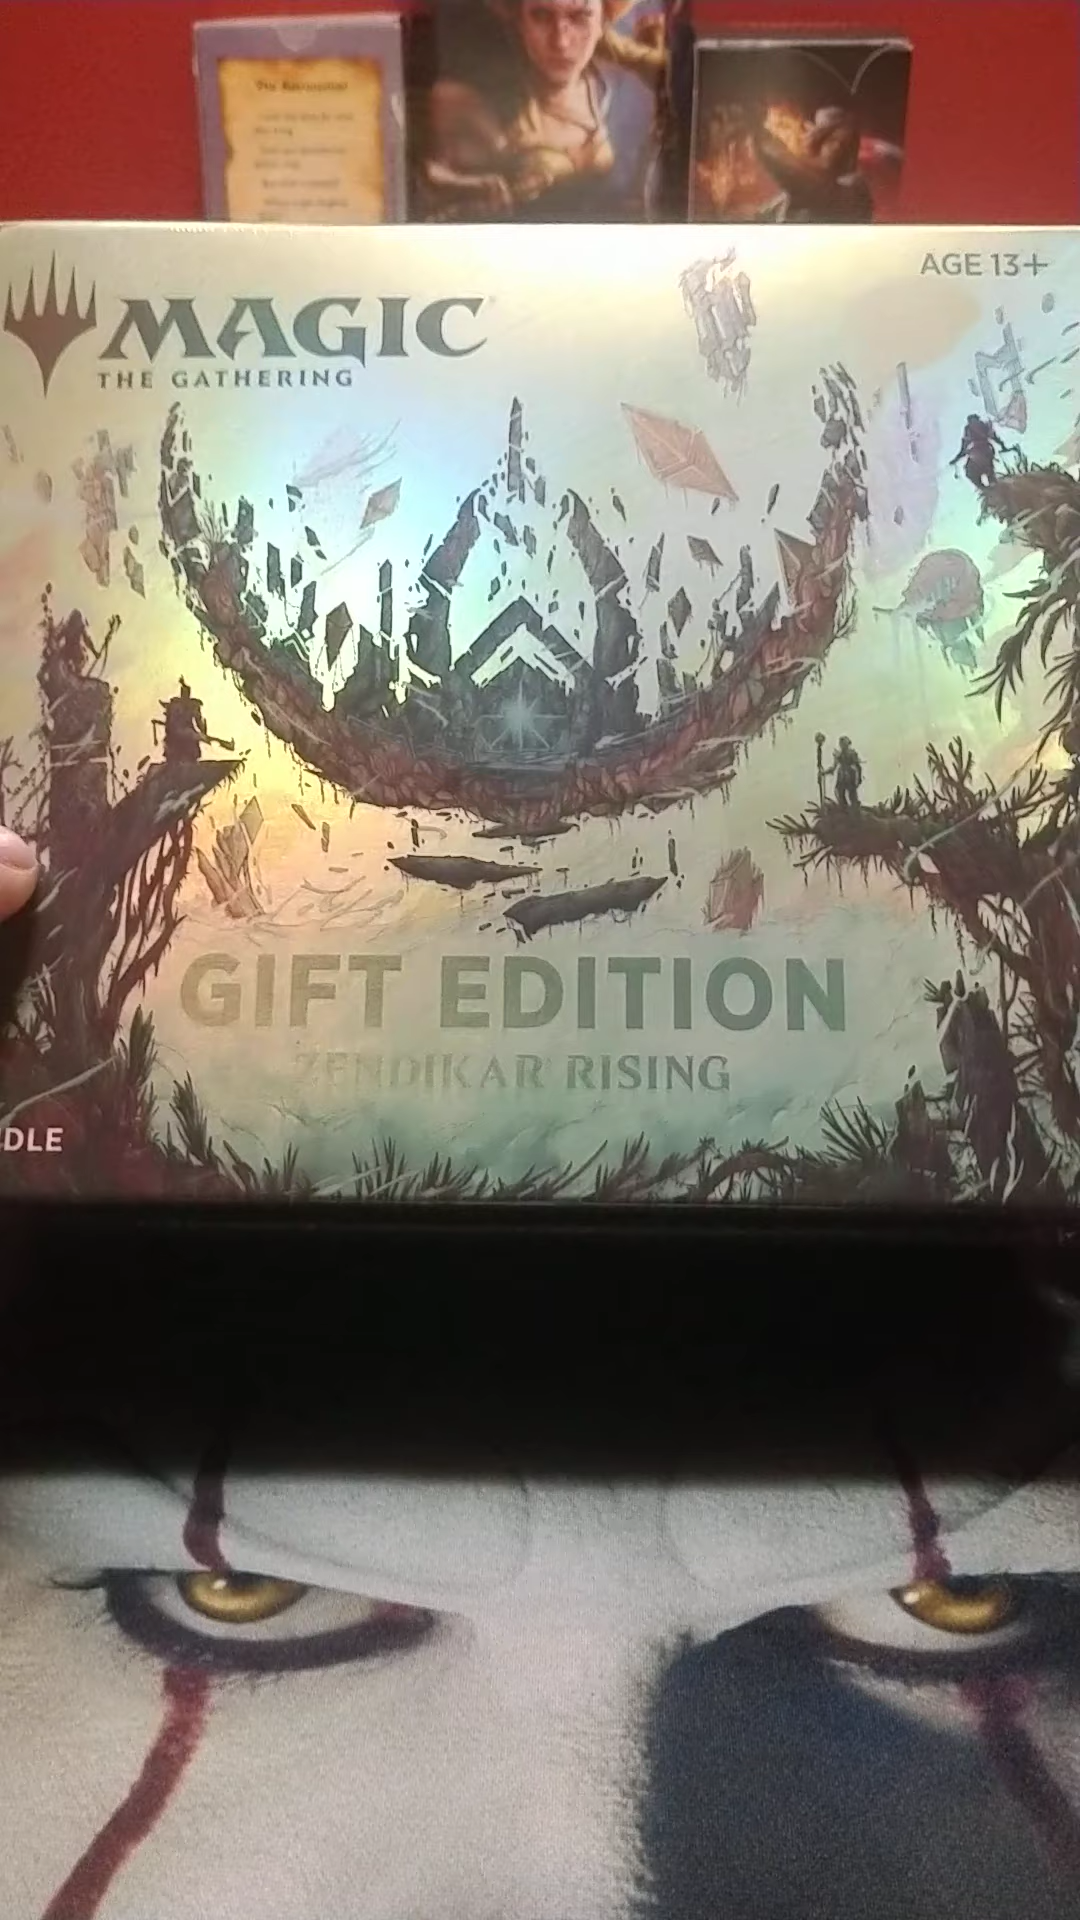 AGE 13+
MAGIC
THE GATHERING
GIFT EDITION
ZENDIKAR RISING
DLE